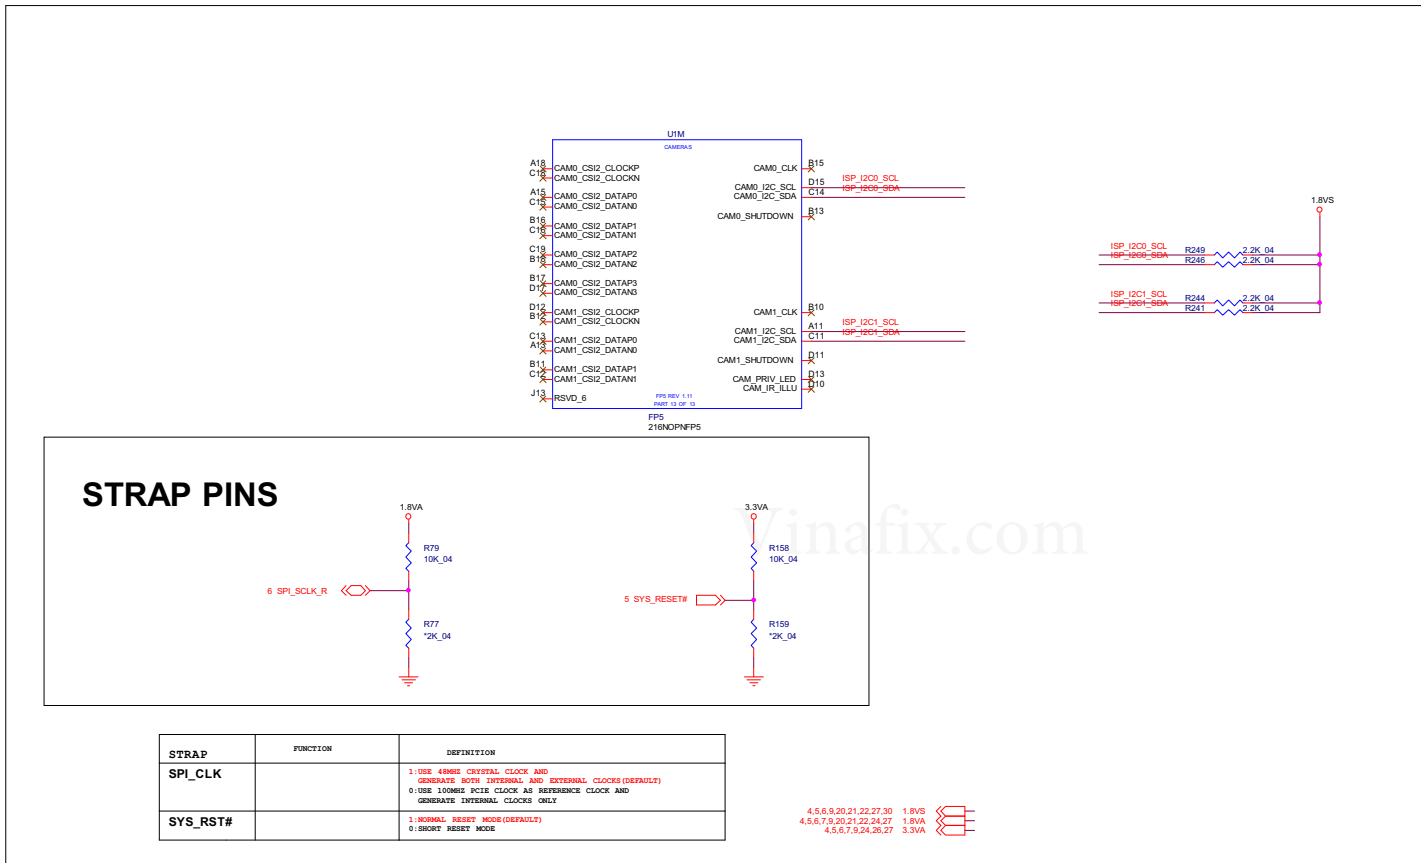 U1M
CAMERAS
A18 CAM0_CSI2_CLOCKP
C18 CAM0_CSI2_CLOCKN
A15 CAM0_CSI2_DATAP0
C15 CAM0_CSI2_DATAN0
B16 CAM0_CSI2_DATAP1
C16 CAM0_CSI2_DATAN1
C19 CAM0_CSI2_DATAP2
B18 CAM0_CSI2_DATAN2
B17 CAM0_CSI2_DATAP3
D17 CAM0_CSI2_DATAN3
D12 CAM1_CSI2_CLOCKP
B12 CAM1_CSI2_CLOCKN
C13 CAM1_CSI2_DATAP0
A13 CAM1_CSI2_DATAN0
B11 CAM1_CSI2_DATAP1
C12 CAM1_CSI2_DATAN1
J13 RSVD_6
CAM0_CLK B15
CAM0_I2C_SCL D15 ISP_I2C0_SCL
CAM0_I2C_SDA C14 ISP_I2C0_SDA
CAM0_SHUTDOWN B13
CAM1_CLK B10
CAM1_I2C_SCL A11 ISP_I2C1_SCL
CAM1_I2C_SDA C11 ISP_I2C1_SDA
CAM1_SHUTDOWN D11
CAM_PRIV_LED D13
CAM_IR_ILLU D10
FP5 REV 1.11
PART 13 OF 13
FP5
216NOPNFP5
1.8VS
ISP_I2C0_SCL R249 2.2K_04
ISP_I2C0_SDA R246 2.2K_04
ISP_I2C1_SCL R244 2.2K_04
ISP_I2C1_SDA R241 2.2K_04
STRAP PINS
1.8VA
R79
10K_04
6 SPI_SCLK_R
R77
*2K_04
3.3VA
R158
10K_04
5 SYS_RESET#
R159
*2K_04
Vinafix.com
STRAP FUNCTION DEFINITION
SPI_CLK
1:USE 48MHZ CRYSTAL CLOCK AND
GENERATE BOTH INTERNAL AND EXTERNAL CLOCKS(DEFAULT)
0:USE 100MHZ PCIE CLOCK AS REFERENCE CLOCK AND
GENERATE INTERNAL CLOCKS ONLY
SYS_RST#
1:NORMAL RESET MODE(DEFAULT)
0:SHORT RESET MODE
4,5,6,9,20,21,22,27,30 1.8VS
4,5,6,7,9,20,21,22,24,27 1.8VA
4,5,6,7,9,24,26,27 3.3VA